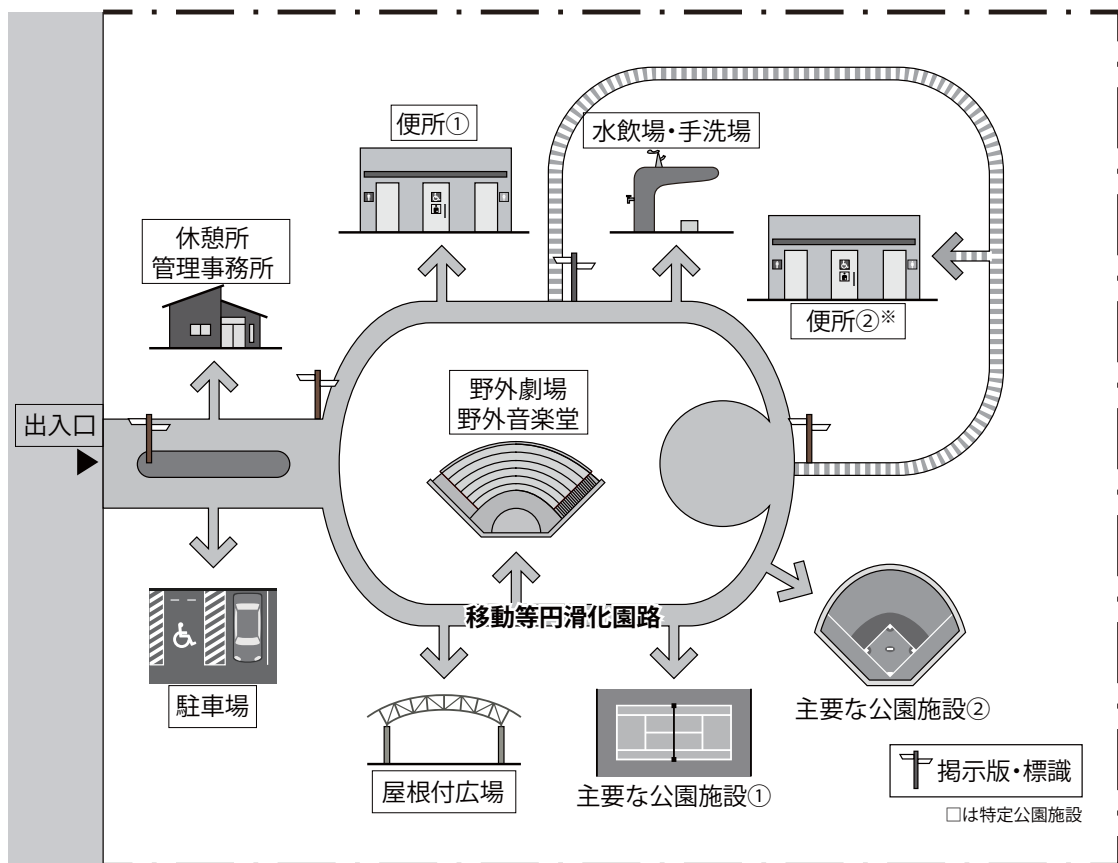 便所①
水飲場・手洗場
休憩所
管理事務所
便所②※
野外劇場
野外音楽堂
出入口
移動等円滑化園路
駐車場
屋根付広場
主要な公園施設①
主要な公園施設②
掲示版・標識
□は特定公園施設